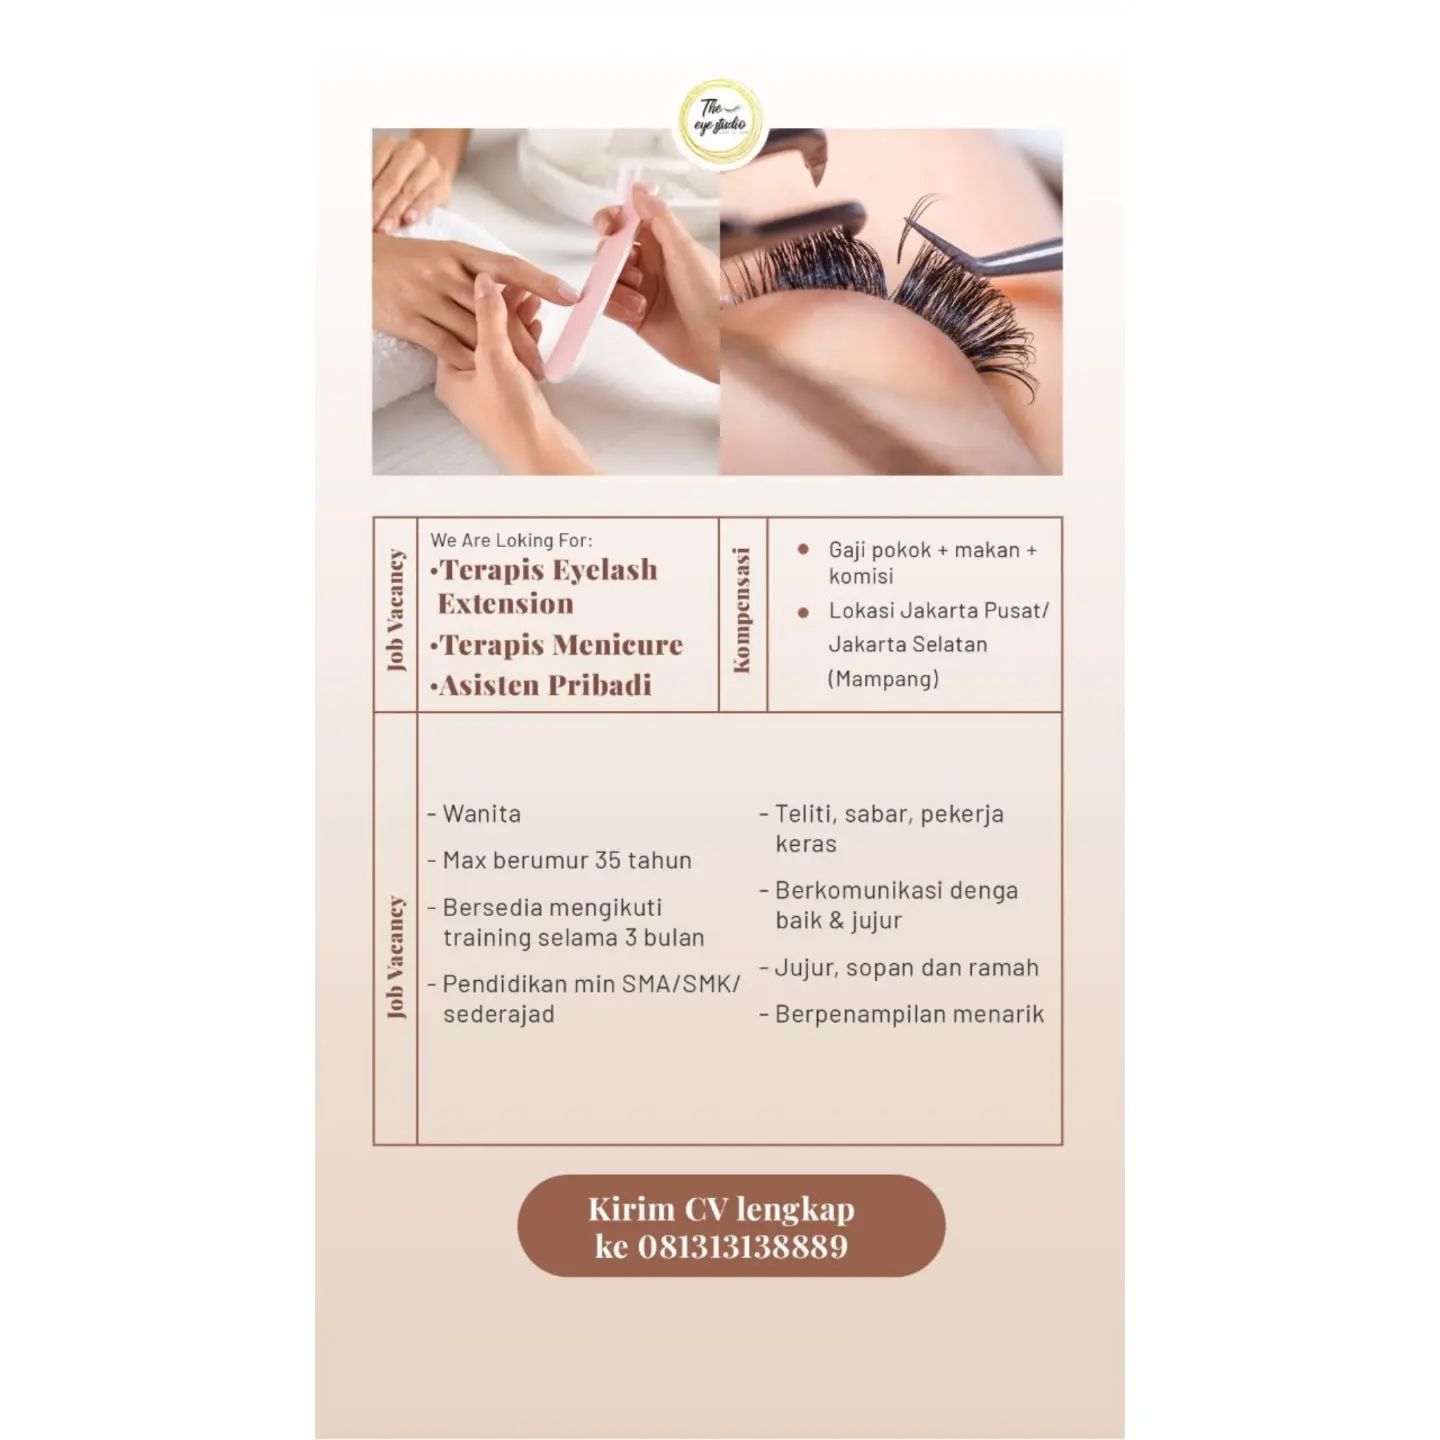 The
eye studio
Job Vacancy
We Are Loking For:
•Terapis Eyelash
Extension
•Terapis Menicure
•Asisten Pribadi
Kompensasi
Gaji pokok + makan +
komisi
Lokasi Jakarta Pusat/
Jakarta Selatan
(Mampang)
Job Vacancy
- Wanita
- Max berumur 35 tahun
- Bersedia mengikuti
training selama 3 bulan
- Pendidikan min SMA/SMK/
sederajad
- Teliti, sabar, pekerja
keras
- Berkomunikasi denga
baik & jujur
- Jujur, sopan dan ramah
- Berpenampilan menarik
Kirim CV lengkap
ke 081313138889